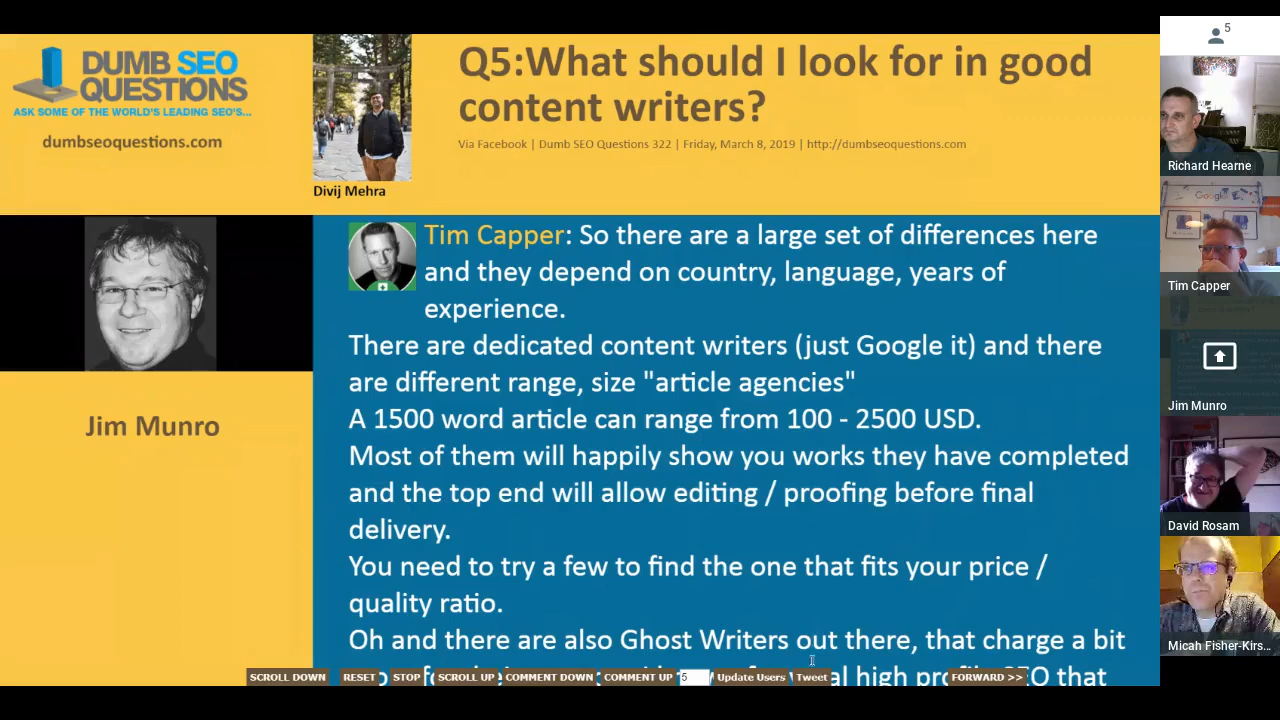 DUMB SEO
QUESTIONS
ASK SOME OF THE WORLD'S LEADING SEO'S...
dumbseoquestions.com
Divij Mehra
Q5:What should I look for in good
content writers?
Via Facebook | Dumb SEO Questions 322 | Friday, March 8, 2019 | http://dumbseoquestions.com
Jim Munro
Tim Capper: So there are a large set of differences here
and they depend on country, language, years of
experience.
There are dedicated content writers (just Google it) and there
are different range, size "article agencies"
A 1500 word article can range from 100 - 2500 USD.
Most of them will happily show you works they have completed
and the top end will allow editing / proofing before final
delivery.
You need to try a few to find the one that fits your price /
quality ratio.
Oh and there are also Ghost Writers out there, that charge a bit
high SEO that
SCROLL DOWN RESET STOP SCROLL UP COMMENT DOWN COMMENT UP 5 Update Users Tweet FORWARD >>
5
Richard Hearne
Google
Tim Capper
Jim Munro
David Rosam
Micah Fisher-Kirs...